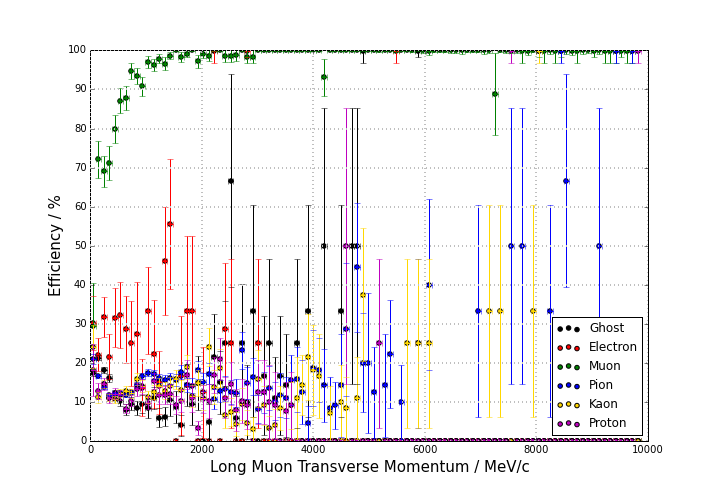 100
90
80
70
60
50
40
30
20
10
0
Efficiency / %
0 2000 4000 6000 8000 10000
Long Muon Transverse Momentum / MeV/c
Ghost
Electron
Muon
Pion
Kaon
Proton